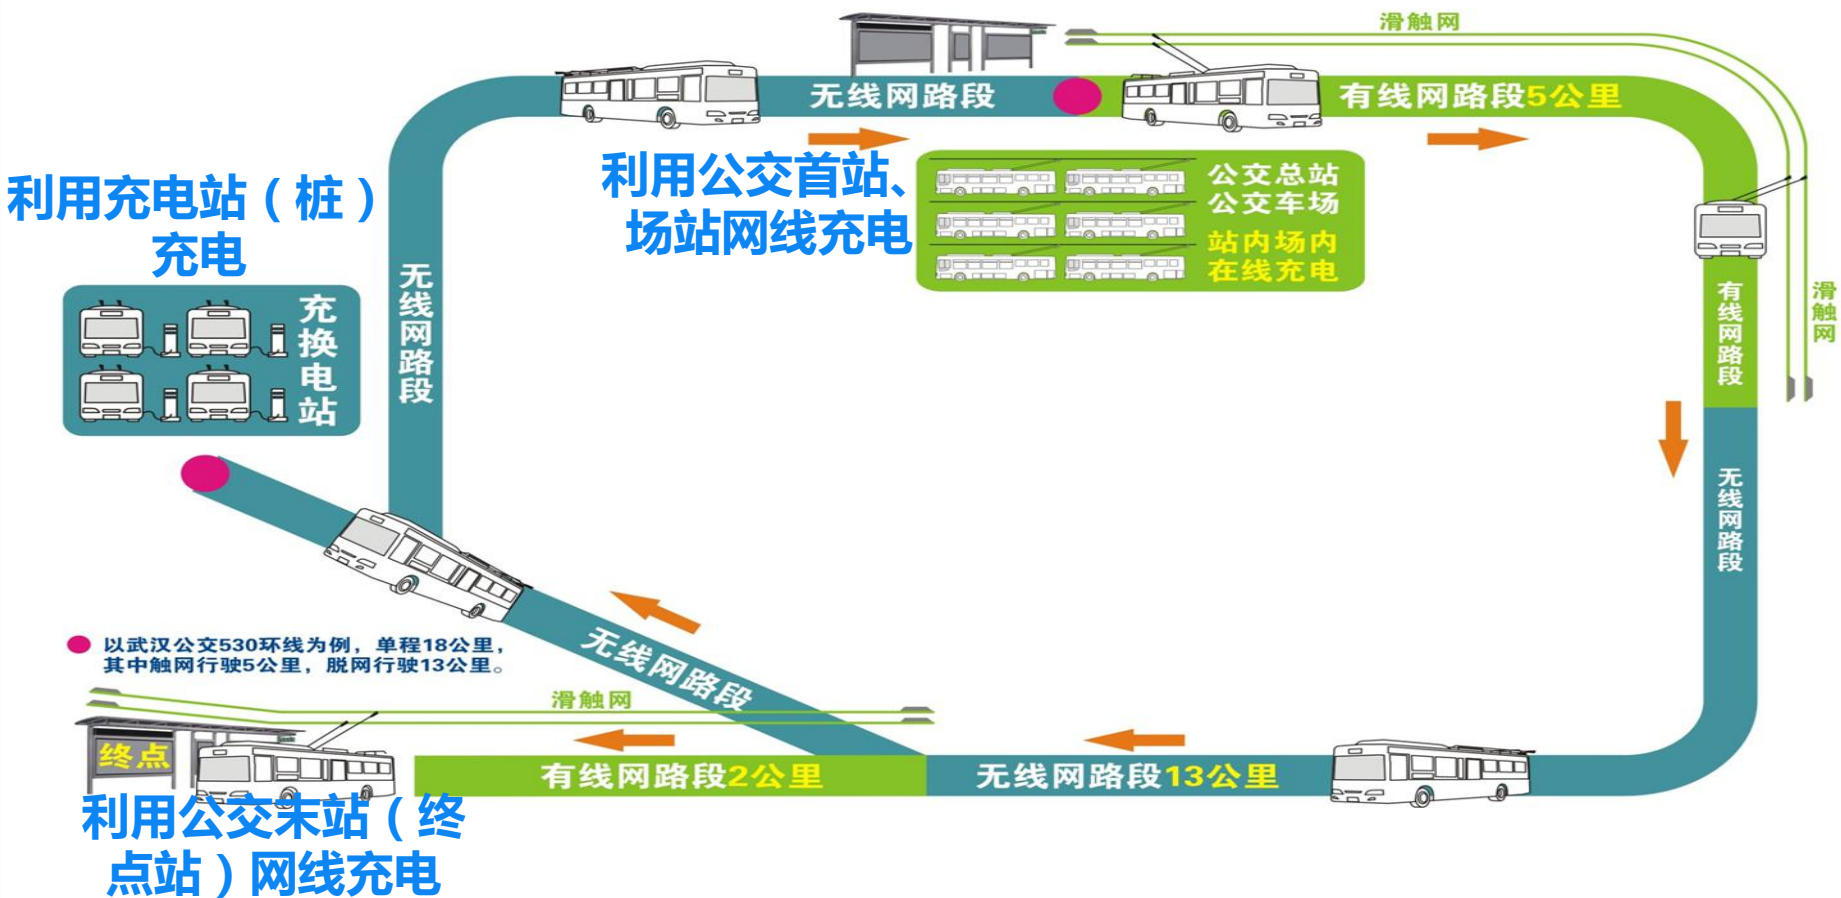 滑触网
无线网路段
有线网路段5公里
利用公交首站、
场站网线充电
公交总站
公交车场
站内场内
在线充电
利用充电站（桩）
充电
充换电站
无线网路段
有线网路段
滑触网
无线网路段
以武汉公交530环线为例，单程18公里，
其中触网行驶5公里，脱网行驶13公里。
无线网路段
滑触网
终点
有线网路段2公里
无线网路段13公里
利用公交末站（终
点站）网线充电